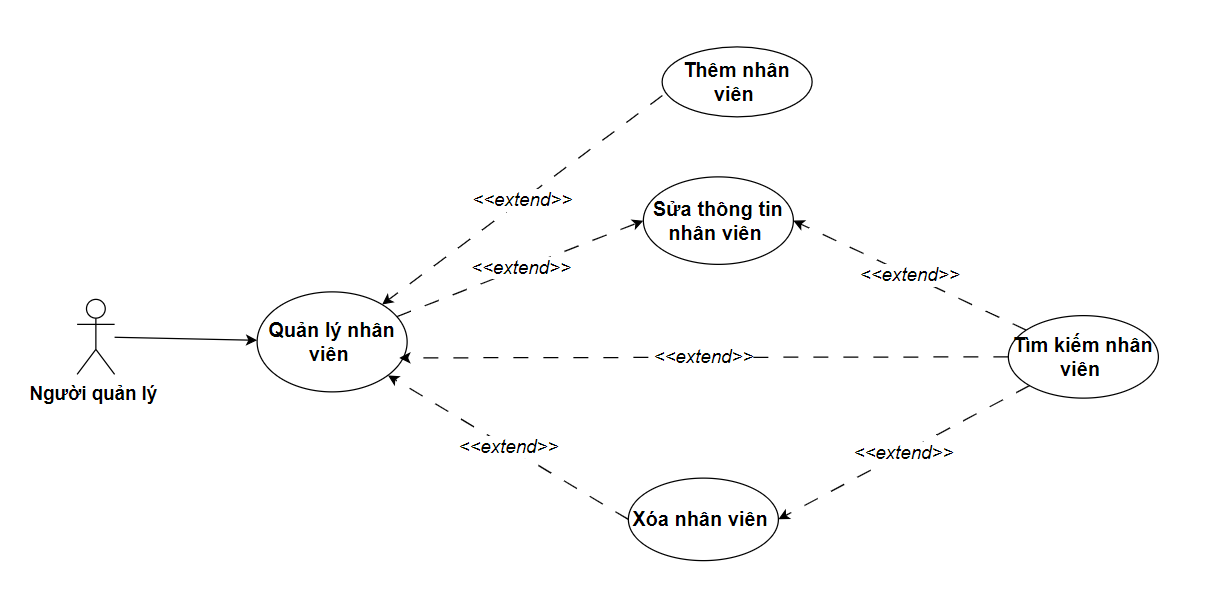 Thêm nhân
viên
<<extend>>
Sửa thông tin
nhân viên
<<extend>>
<<extend>>
Quản lý nhân
viên
<<extend>>
Tìm kiếm nhân
viên
Người quản lý
<<extend>>
<<extend>>
Xóa nhân viên